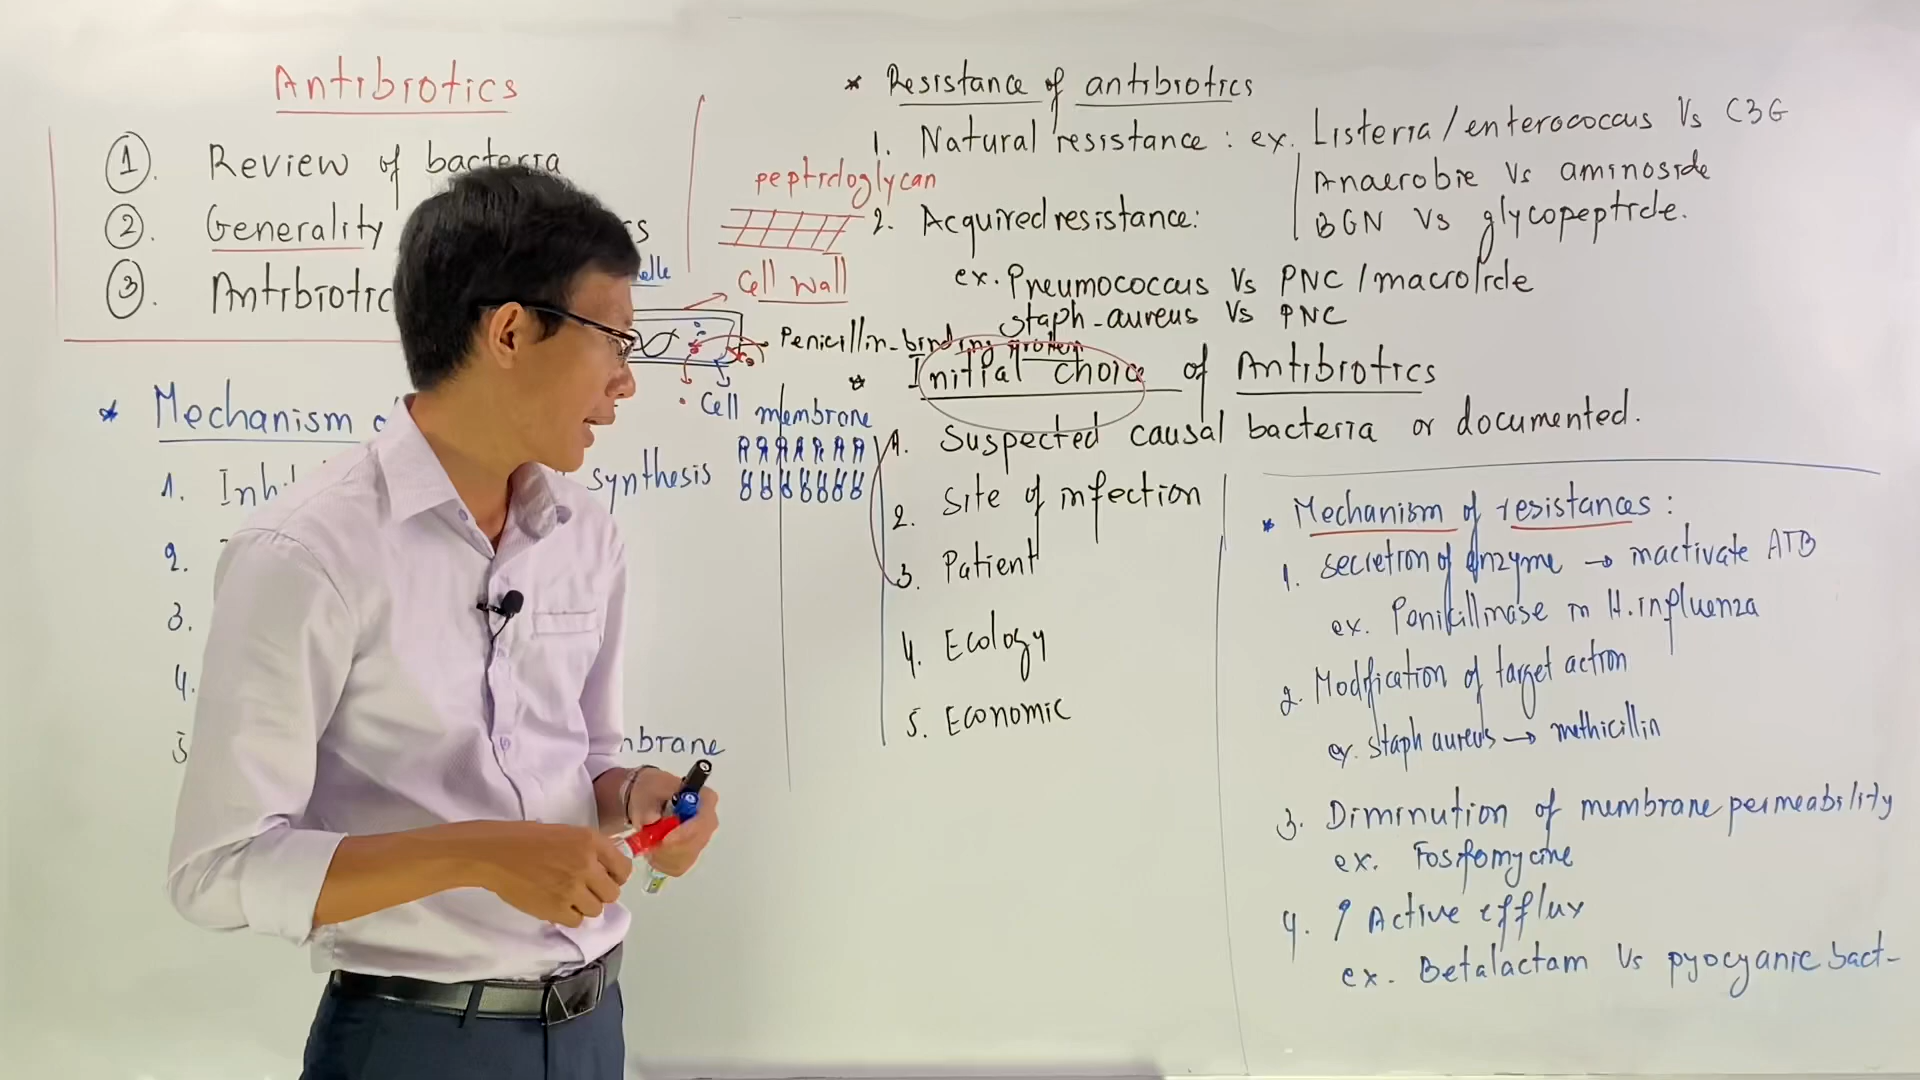 Antibiotics
1. Review of bacteria
2. Generality
3. Antibiotic
peptidoglycan
Cell wall
Penicillin-binding protein
Cell membrane
* Mechanism
1. Inhi synthesis
2.
3.
4.
5 mbrane
* Resistance of antibiotics
1. Natural resistance : ex. Listeria/enterococcus Vs C3G
Anaerobie Vs aminoside
BGN Vs glycopeptide.
2. Acquired resistance:
ex. Pneumococcus Vs PNC/macrolide
Staph-aureus Vs PNC
* Initial choice of Antibiotics
1. Suspected causal bacteria or documented.
2. Site of infection
3. Patient
4. Ecology
5. Economic
* Mechanism of resistances :
1. Secretion of Enzyme → inactivate ATB
ex. Penikillinase in H.influenza
2. Modification of target action
ex. Staph aureus → methicillin
3. Diminution of membrane permeability
ex. Fosfomycine
4. ↑ Active efflux
ex. Betalactam Vs pyocyanic bact-